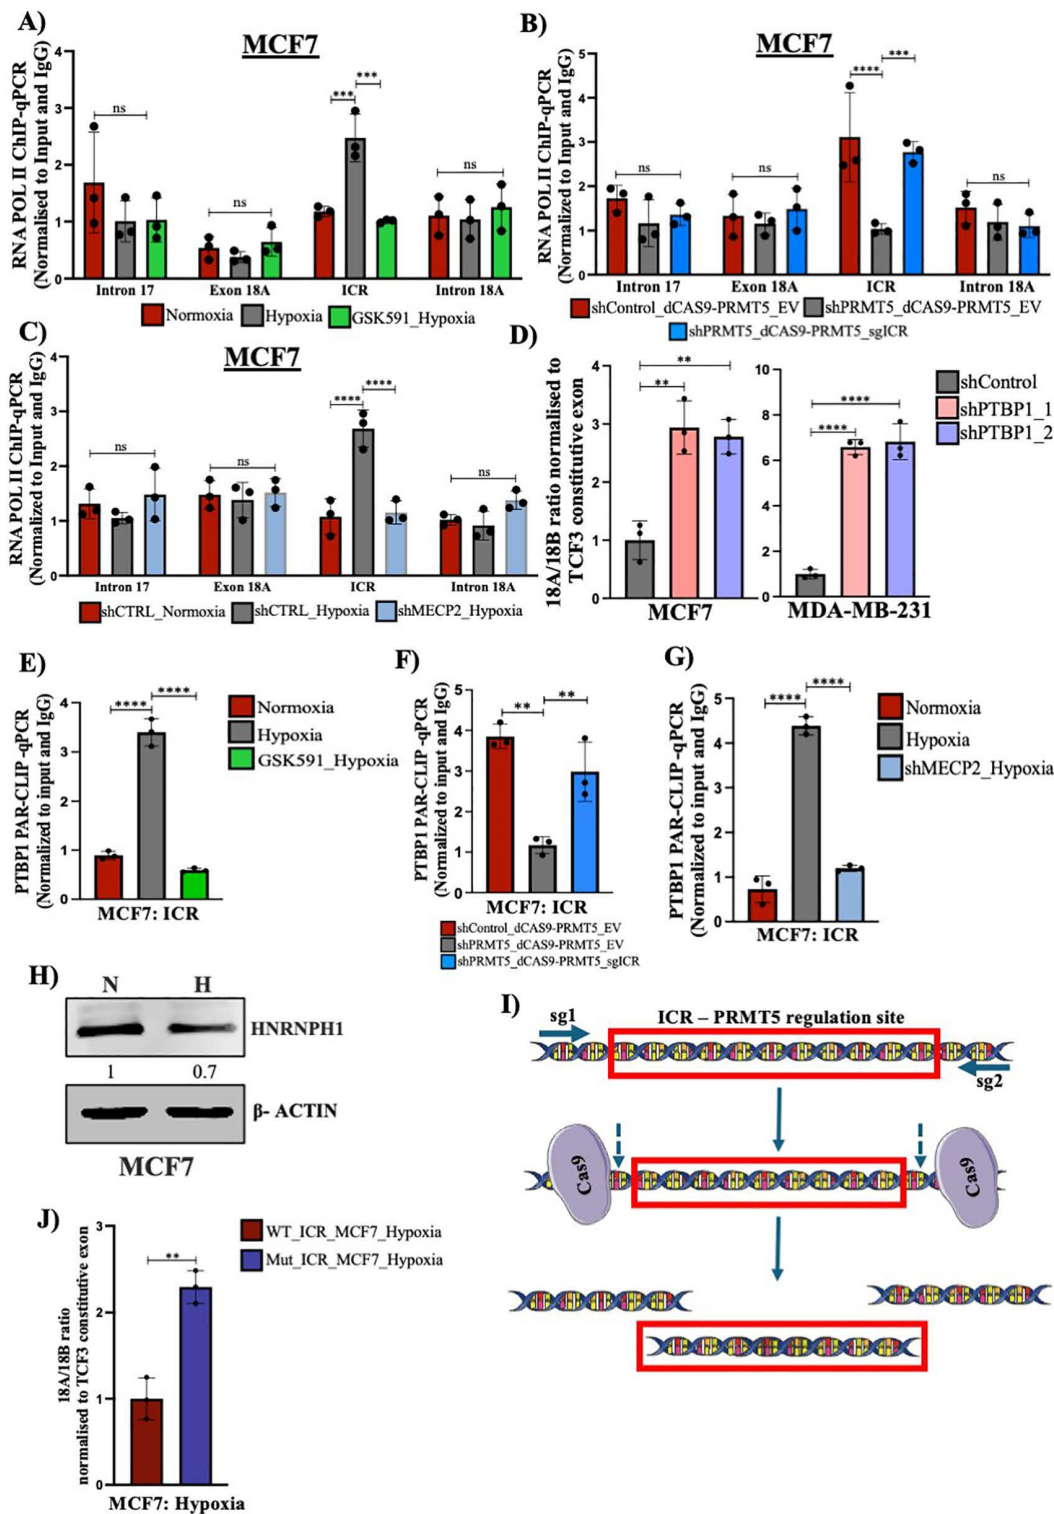 A)
MCF7
RNA POL II ChIP-qPCR
(Normalised to Input and IgG)
4
3
2
1
0
ns
ns
***
***
ns
Intron 17
Exon 18A
ICR
Intron 18A
Normoxia
Hypoxia
GSK591_Hypoxia
B)
MCF7
RNA POL II ChIP-qPCR
(Normalized to Input and IgG)
5
4
3
2
1
0
ns
ns
****
***
ns
Intron 17
Exon 18A
ICR
Intron 18A
shControl_dCAS9-PRMT5_EV
shPRMT5_dCAS9-PRMT5_EV
shPRMT5_dCAS9-PRMT5_sgICR
C)
MCF7
RNA POL II ChIP-qPCR
(Normalized to Input and IgG)
4
3
2
1
0
ns
ns
****
****
ns
Intron 17
Exon 18A
ICR
Intron 18A
shCTRL_Normoxia
shCTRL_Hypoxia
shMECP2_Hypoxia
D)
18A/18B ratio normalised to
TCF3 constitutive exon
4
3
2
1
0
**
**
MCF7
10
8
6
4
2
0
****
****
MDA-MB-231
shControl
shPTBP1_1
shPTBP1_2
E)
PTBP1 PAR-CLIP -qPCR
(Normalized to input and IgG)
4
3
2
1
0
****
****
MCF7: ICR
Normoxia
Hypoxia
GSK591_Hypoxia
F)
PTBP1 PAR-CLIP -qPCR
(Normalized to input and IgG)
5
4
3
2
1
0
**
**
MCF7: ICR
shControl_dCAS9-PRMT5_EV
shPRMT5_dCAS9-PRMT5_EV
shPRMT5_dCAS9-PRMT5_sgICR
G)
PTBP1 PAR-CLIP -qPCR
(Normalized to input and IgG)
5
4
3
2
1
0
****
****
MCF7: ICR
Normoxia
Hypoxia
shMECP2_Hypoxia
H)
N H
HNRNPH1
1 0.7
β- ACTIN
MCF7
I)
ICR – PRMT5 regulation site
sg1
sg2
Cas9
Cas9
J)
18A/18B ratio
normalised to TCF3 constitutive exon
3
2
1
0
**
MCF7: Hypoxia
WT_ICR_MCF7_Hypoxia
Mut_ICR_MCF7_Hypoxia